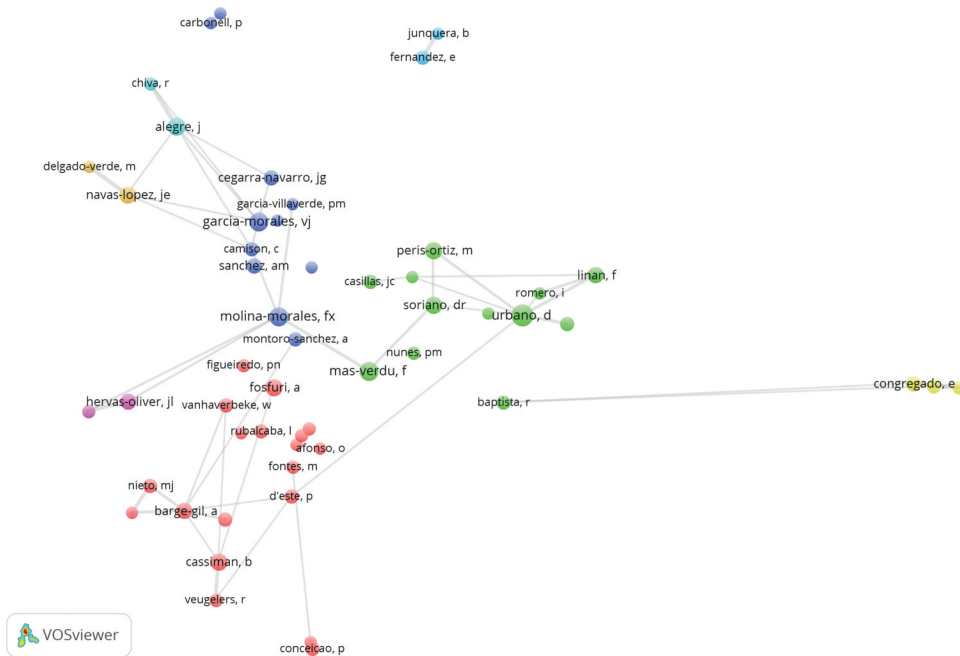 carbonell, p
junquera, b
fernandez, e
chiva, r
alegre, j
delgado-verde, m
navas-lopez, je
cegarra-navarro, jg
garcia-villaverde, pm
garcia-morales, vj
camison, c
sanchez, am
peris-ortiz, m
casillas, jc
linan, f
romero, i
soriano, dr
urbano, d
molina-morales, fx
montoro-sanchez, a
nunes, pm
figueiredo, pn
mas-verdu, f
fosfuri, a
congregado, e
hervas-oliver, jl
vanhaverbeke, w
baptista, r
rubalcaba, l
afonso, o
fontes, m
nieto, mj
d'este, p
barge-gil, a
cassiman, b
veugelers, r
conceicao, p
VOSviewer